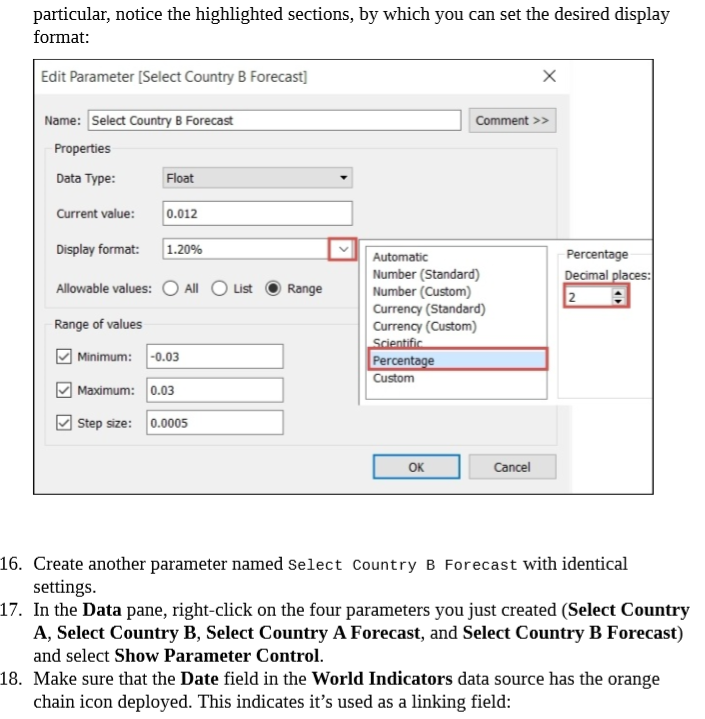 particular, notice the highlighted sections, by which you can set the desired display
format:
Edit Parameter [Select Country B Forecast]
Name: Select Country B Forecast Comment >>
Properties
Data Type: Float
Current value: 0.012
Display format: 1.20%
Automatic
Number (Standard)
Number (Custom)
Currency (Standard)
Currency (Custom)
Scientific
Percentage
Custom
Percentage
Decimal places:
2
Allowable values: All List Range
Range of values
Minimum: -0.03
Maximum: 0.03
Step size: 0.0005
OK Cancel
16. Create another parameter named Select Country B Forecast with identical
settings.
17. In the Data pane, right-click on the four parameters you just created (Select Country
A, Select Country B, Select Country A Forecast, and Select Country B Forecast)
and select Show Parameter Control.
18. Make sure that the Date field in the World Indicators data source has the orange
chain icon deployed. This indicates it’s used as a linking field: